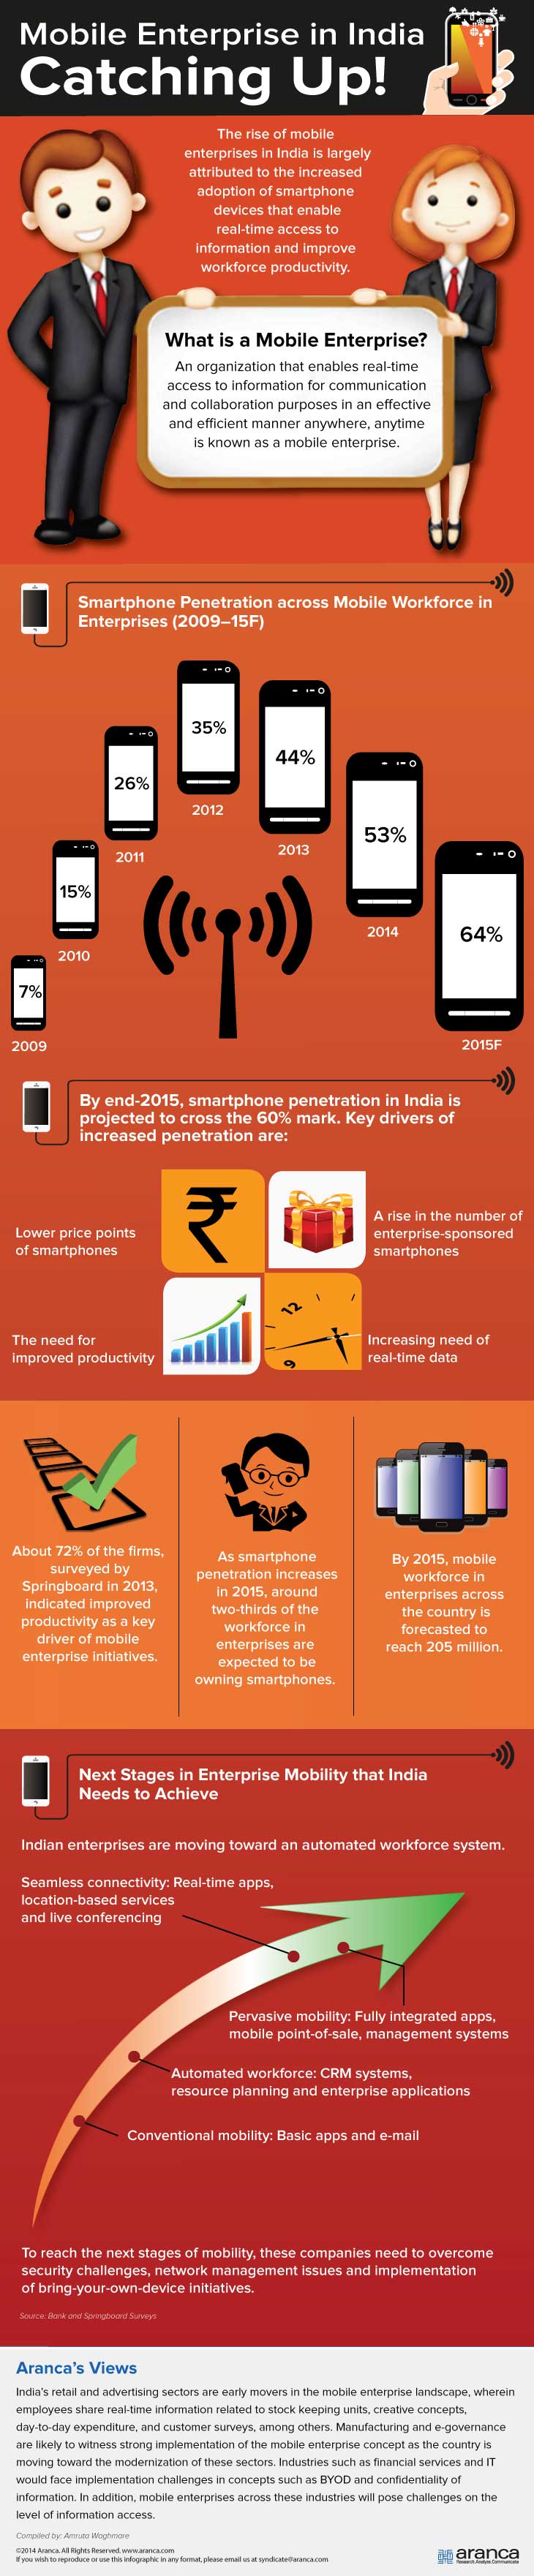 Mobile Enterprise in India
Catching Up!
The rise of mobile
enterprises in India is largely
attributed to the increased
adoption of smartphone
devices that enable
real-time access to
information and improve
workforce productivity.
What is a Mobile Enterprise?
An organization that enables real-time
access to information for communication
and collaboration purposes in an effective
and efficient manner anywhere, anytime
is known as a mobile enterprise.
Smartphone Penetration across Mobile Workforce in
Enterprises (2009–15F)
7%
2009
15%
2010
26%
2011
35%
2012
44%
2013
53%
2014
64%
2015F
By end-2015, smartphone penetration in India is
projected to cross the 60% mark. Key drivers of
increased penetration are:
Lower price points
of smartphones
₹
A rise in the number of
enterprise-sponsored
smartphones
The need for
improved productivity
12
9
Increasing need of
real-time data
About 72% of the firms,
surveyed by
Springboard in 2013,
indicated improved
productivity as a key
driver of mobile
enterprise initiatives.
As smartphone
penetration increases
in 2015, around
two-thirds of the
workforce in
enterprises are
expected to be
owning smartphones.
By 2015, mobile
workforce in
enterprises across
the country is
forecasted to
reach 205 million.
Next Stages in Enterprise Mobility that India
Needs to Achieve
Indian enterprises are moving toward an automated workforce system.
Seamless connectivity: Real-time apps,
location-based services
and live conferencing
Pervasive mobility: Fully integrated apps,
mobile point-of-sale, management systems
Automated workforce: CRM systems,
resource planning and enterprise applications
Conventional mobility: Basic apps and e-mail
To reach the next stages of mobility, these companies need to overcome
security challenges, network management issues and implementation
of bring-your-own-device initiatives.
Source: Bank and Springboard Surveys
Aranca's Views
India's retail and advertising sectors are early movers in the mobile enterprise landscape, wherein
employees share real-time information related to stock keeping units, creative concepts,
day-to-day expenditure, and customer surveys, among others. Manufacturing and e-governance
are likely to witness strong implementation of the mobile enterprise concept as the country is
moving toward the modernization of these sectors. Industries such as financial services and IT
would face implementation challenges in concepts such as BYOD and confidentiality of
information. In addition, mobile enterprises across these industries will pose challenges on the
level of information access.
Compiled by: Amruta Waghmare
©2014 Aranca. All Rights Reserved. www.aranca.com
If you wish to reproduce or use this infographic in any format, please email us at syndicate@aranca.com
aranca
Research.Analyze.Communicate